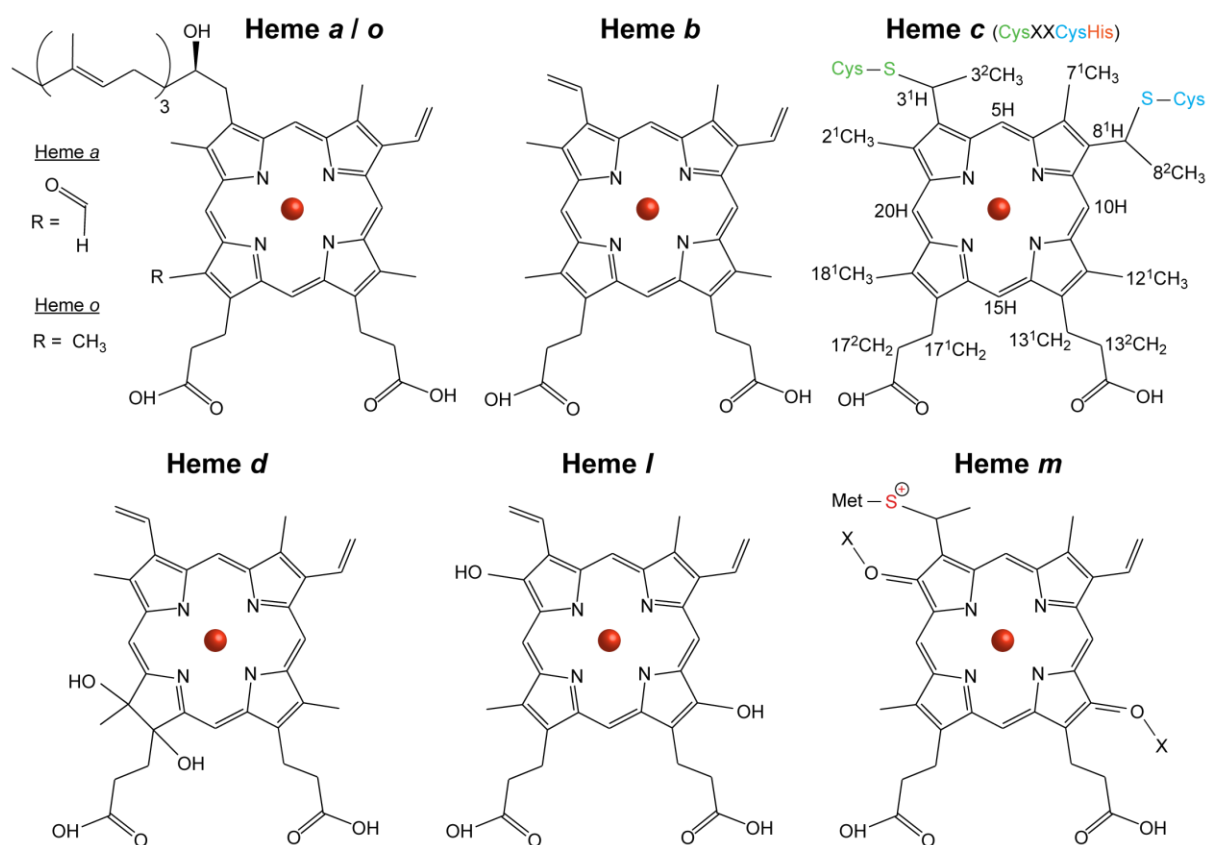 Heme a / o
OH
3
Heme a
O
R =
H
Heme o
R = CH₃
N
N
N
N
R
OH
O
O
OH
Heme b
N
N
N
N
OH
O
O
OH
Heme c (CysXXCysHis)
Cys–S
3²CH₃
7¹CH₃
3¹H
5H
S–Cys
8¹H
2¹CH₃
8²CH₃
N
N
20H
10H
N
N
18¹CH₃
12¹CH₃
15H
17²CH₂
17¹CH₂
13¹CH₂
13²CH₂
OH
O
O
OH
Heme d
N
N
N
N
HO
OH
OH
O
O
OH
Heme l
HO
N
N
N
N
OH
OH
O
O
OH
Heme m
Met–S⊕
X
O
N
N
N
N
O
X
OH
O
O
OH